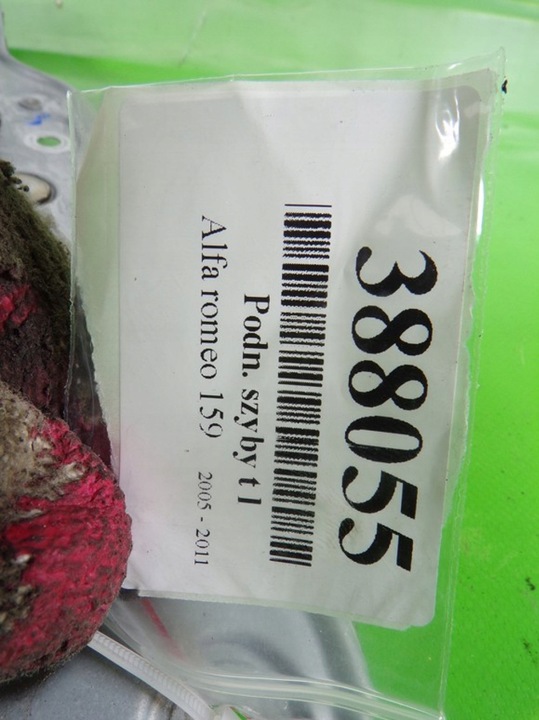 388055
Podn. szyby t l
Alfa romeo 159 2005 - 2011